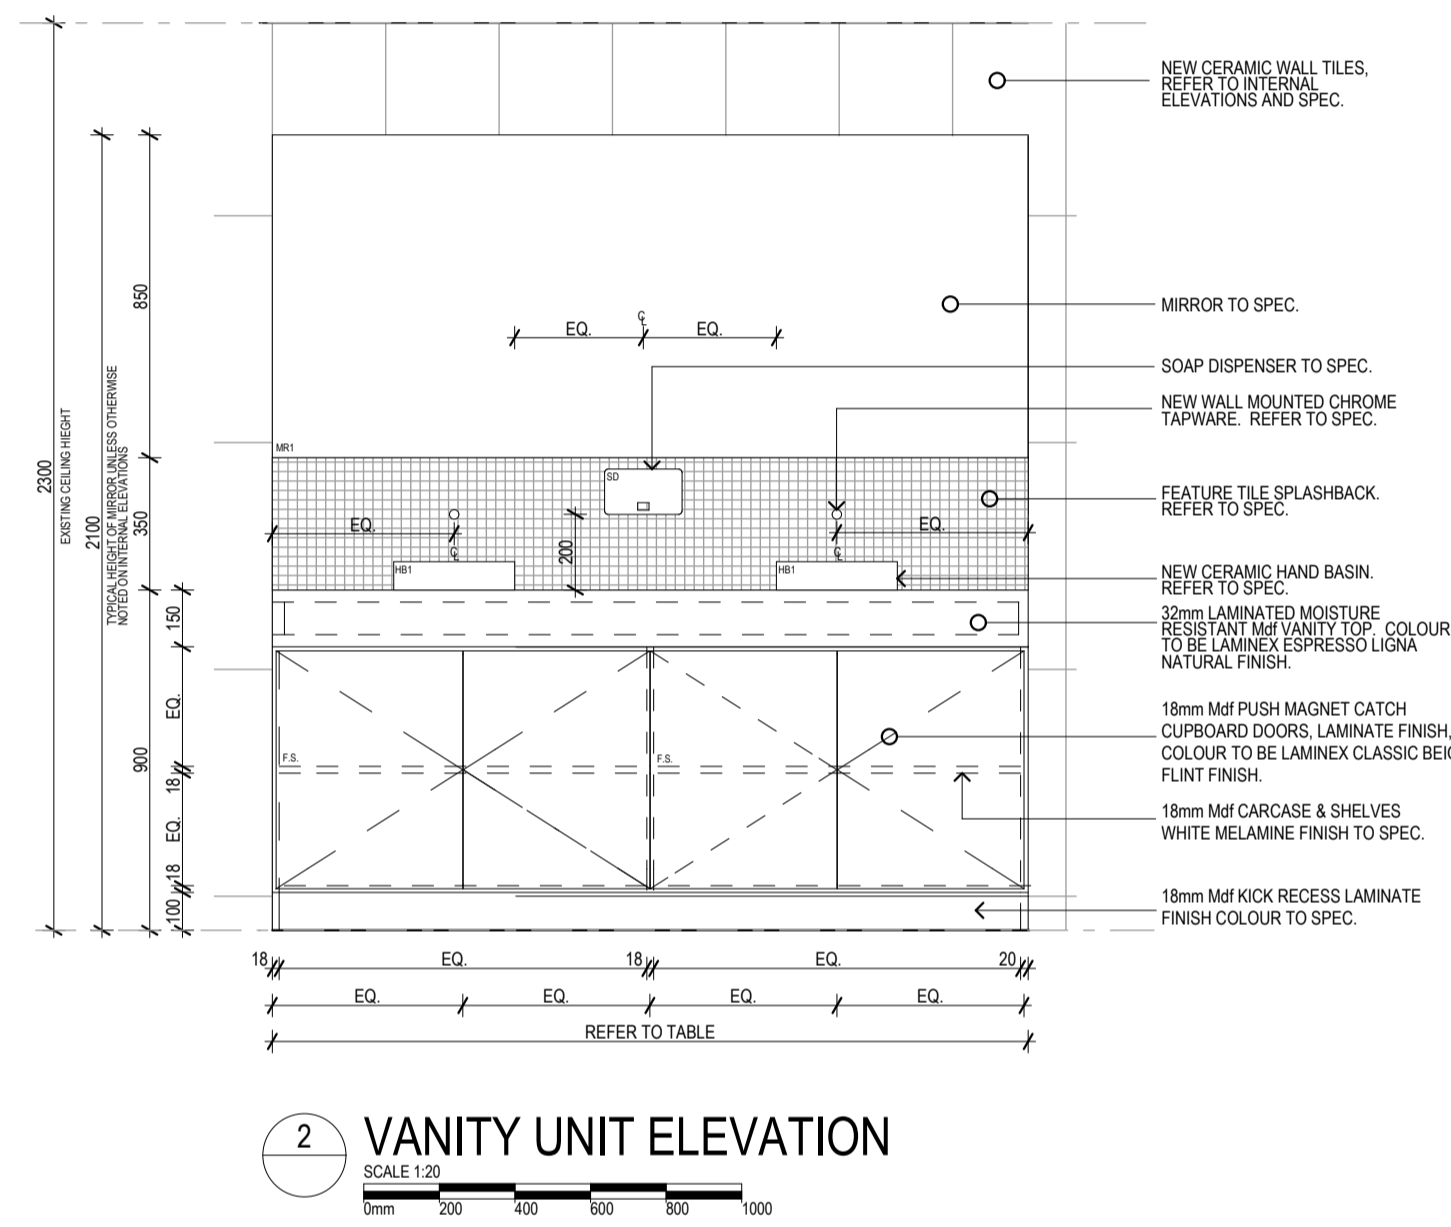 NEW CERAMIC WALL TILES,
REFER TO INTERNAL
ELEVATIONS AND SPEC.
MIRROR TO SPEC.
SOAP DISPENSER TO SPEC.
NEW WALL MOUNTED CHROME
TAPWARE. REFER TO SPEC.
FEATURE TILE SPLASHBACK.
REFER TO SPEC.
NEW CERAMIC HAND BASIN.
REFER TO SPEC.
32mm LAMINATED MOISTURE
RESISTANT Mdf VANITY TOP. COLOUR
TO BE LAMINEX ESPRESSO LIGNA
NATURAL FINISH.
18mm Mdf PUSH MAGNET CATCH
CUPBOARD DOORS, LAMINATE FINISH,
COLOUR TO BE LAMINEX CLASSIC BEIG
FLINT FINISH.
18mm Mdf CARCASE & SHELVES
WHITE MELAMINE FINISH TO SPEC.
18mm Mdf KICK RECESS LAMINATE
FINISH COLOUR TO SPEC.
2300
EXISTING CEILING HIEGHT
2100
TYPICAL HEIGHT OF MIRROR UNLESS OTHERWISE
NOTED ON INTERNAL ELEVATIONS
850
350
900
150
EQ.
18
EQ.
18
100
℄
EQ.
EQ.
MR1
SD
EQ.
EQ.
℄
℄
200
HB1
HB1
F.S.
F.S.
18
EQ.
18
EQ.
20
EQ.
EQ.
EQ.
EQ.
REFER TO TABLE
2
VANITY UNIT ELEVATION
SCALE 1:20
0mm 200 400 600 800 1000